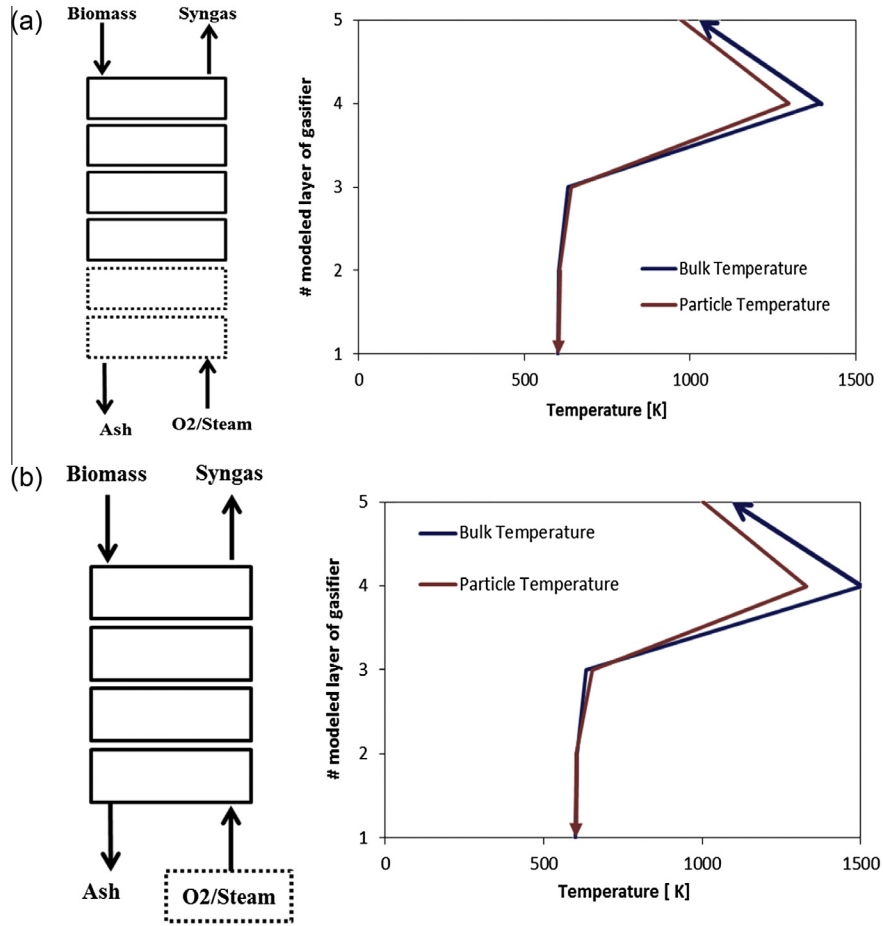 (a)
Biomass
Syngas
Ash
O2/Steam
# modeled layer of gasifier
5
4
3
2
1
0
500
1000
1500
Temperature [K]
Bulk Temperature
Particle Temperature
(b)
Biomass
Syngas
Ash
O2/Steam
# modeled layer of gasifier
5
4
3
2
1
0
500
1000
1500
Temperature [ K]
Bulk Temperature
Particle Temperature